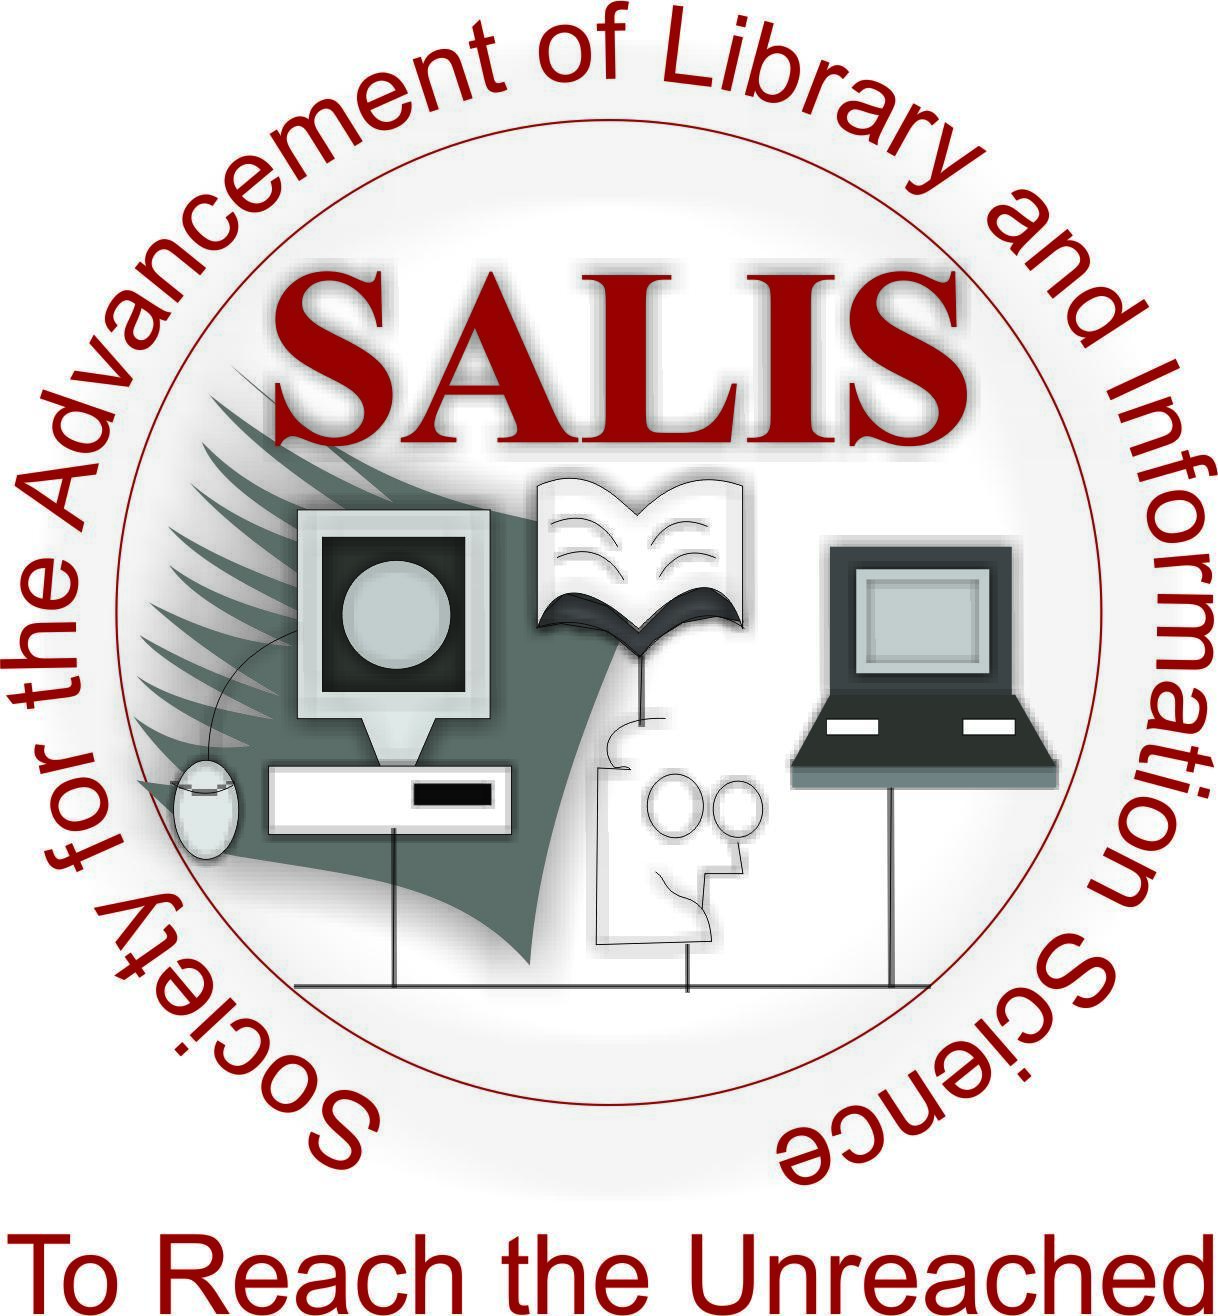 Society for the Advancement of Library and Information Science
SALIS
To Reach the Unreached